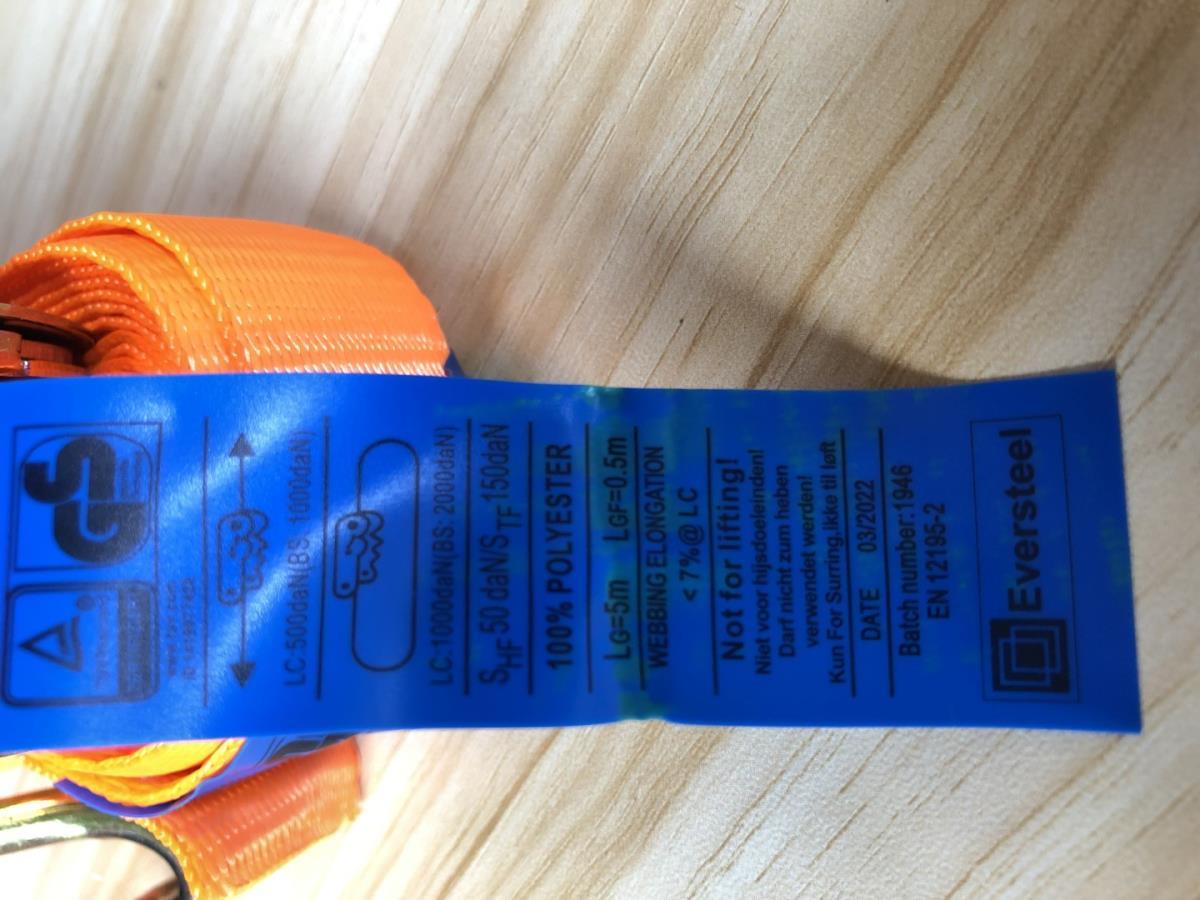 GS
LC:500daN(BS: 1000daN)
LC:1000daN(BS: 2000daN)
SHF 50 daN/STF 150daN
100% POLYESTER
LG=5m LGF=0.5m
WEBBING ELONGATION
< 7%@ LC
Not for lifting!
Niet voor hijsdoeleinden!
Darf nicht zum heben
verwendet werden!
Kun For Surring.ikke til løft
DATE 03/2022
Batch number:1946
EN 12195-2
Eversteel